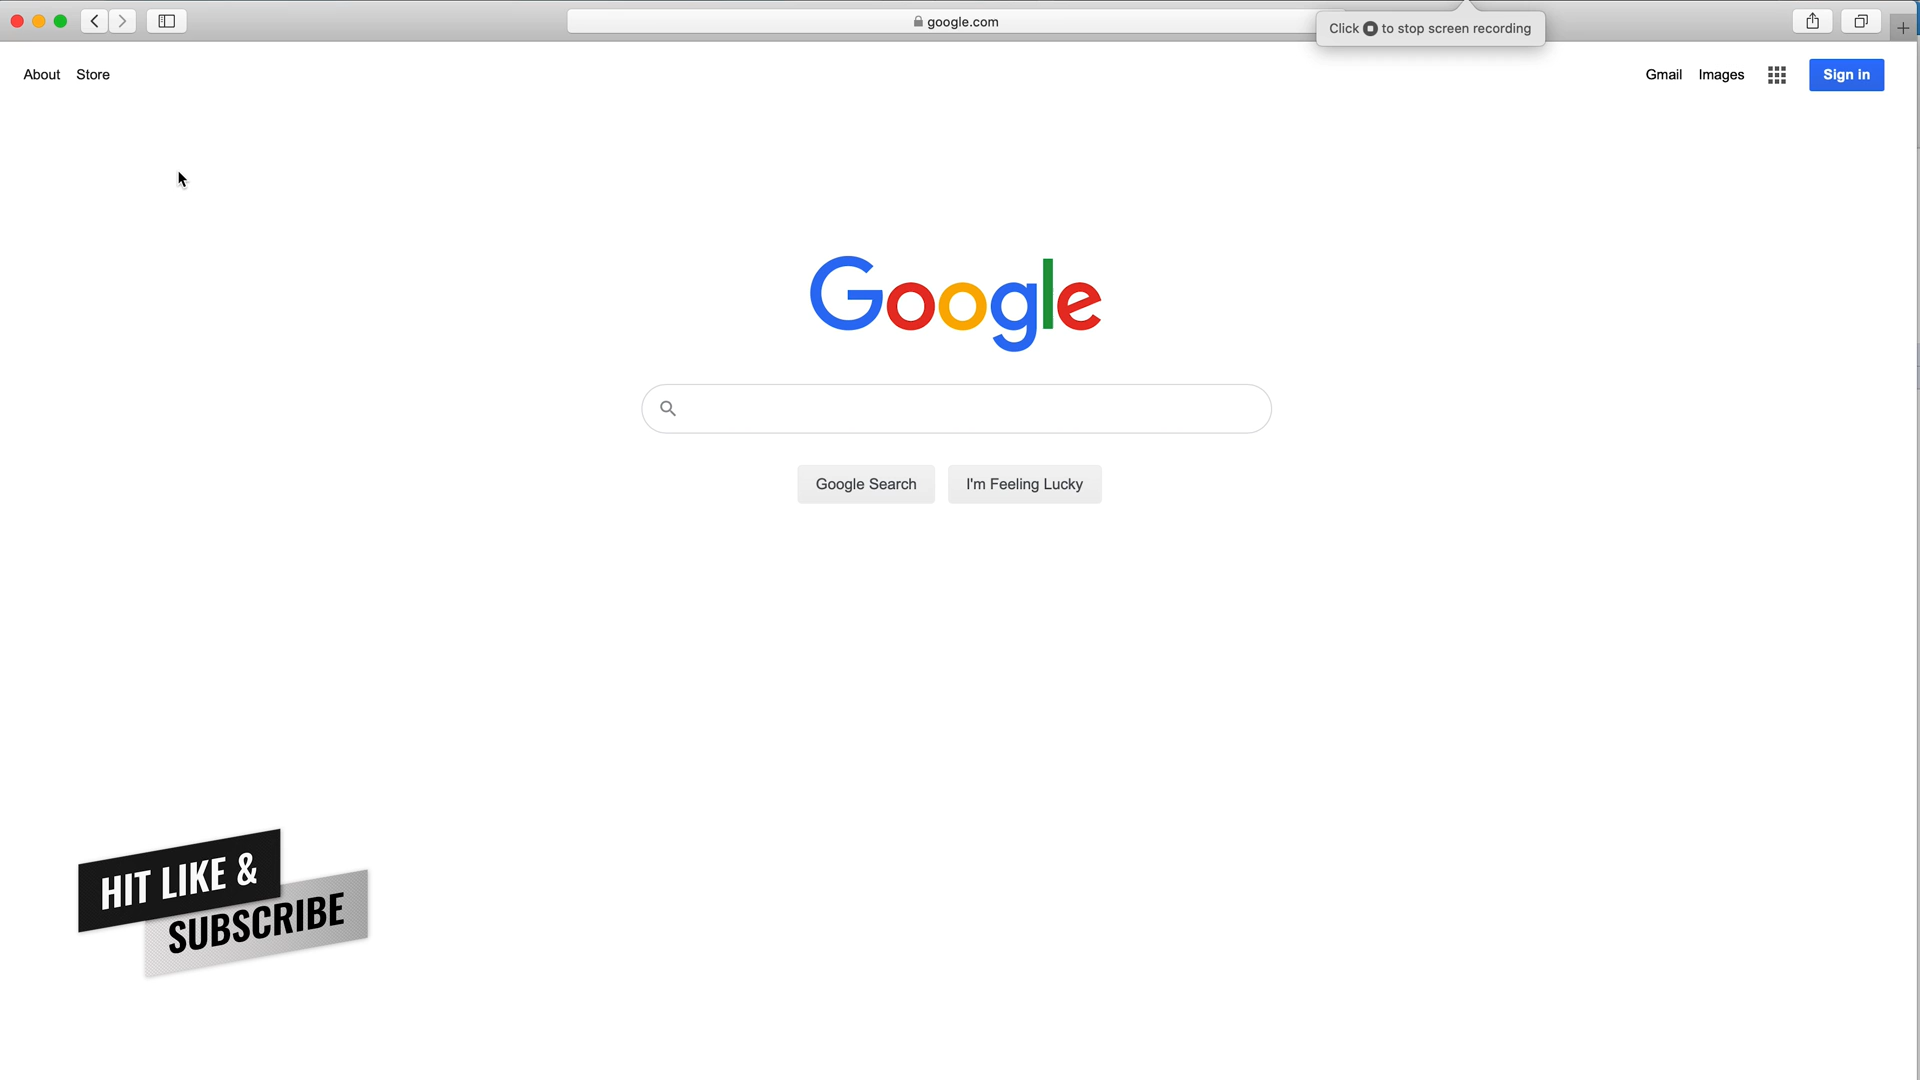 google.com
Click to stop screen recording
About Store
Gmail Images Sign in
Google
Google Search I'm Feeling Lucky
HIT LIKE &
SUBSCRIBE